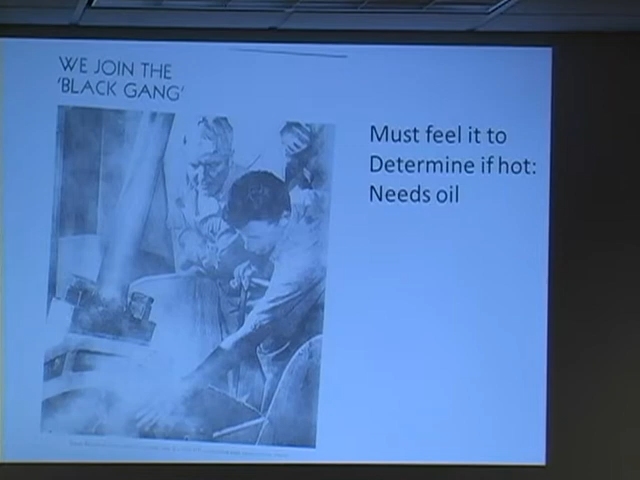 WE JOIN THE
'BLACK GANG'
Must feel it to
Determine if hot:
Needs oil